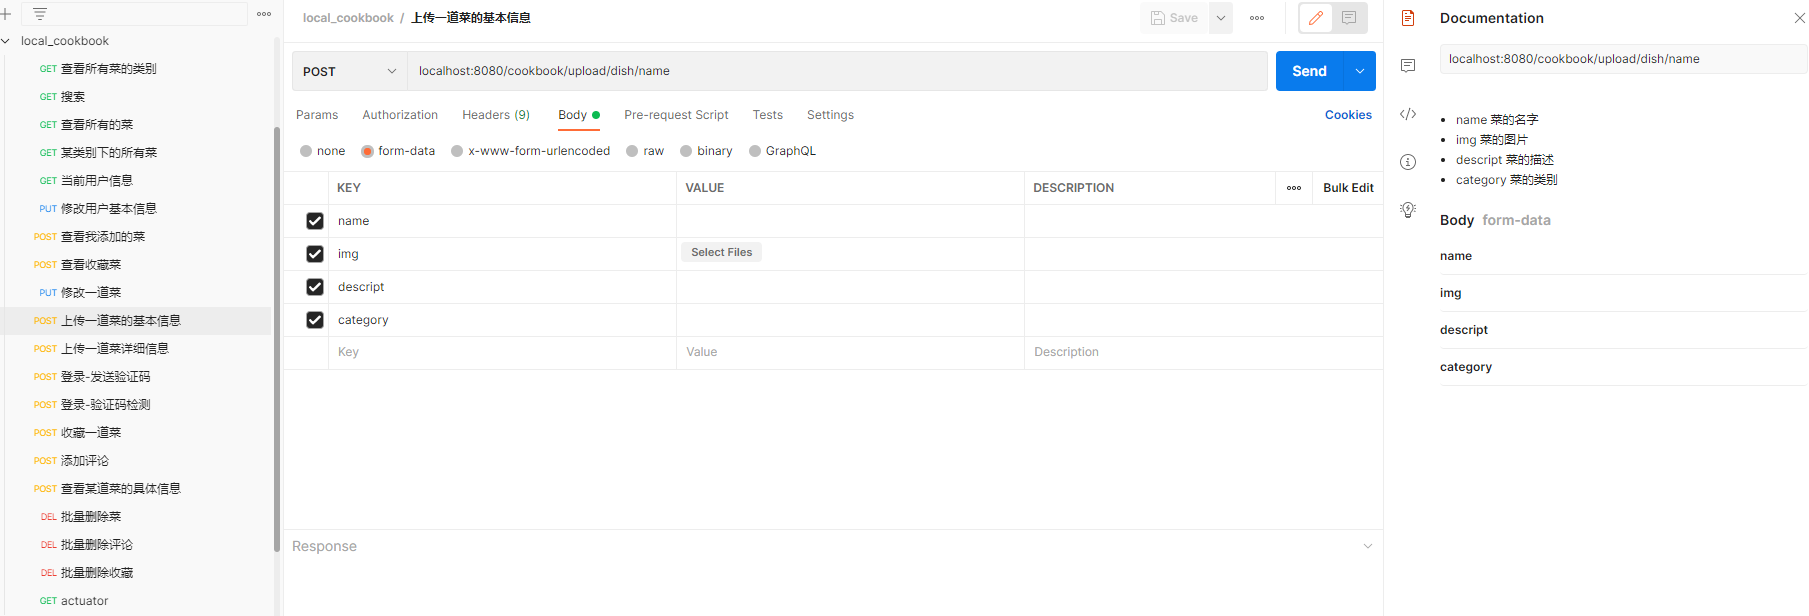 local_cookbook
GET 查看所有菜的类别
GET 搜索
GET 查看所有的菜
GET 某类别下的所有菜
GET 当前用户信息
PUT 修改用户基本信息
POST 查看我添加的菜
POST 查看收藏菜
PUT 修改一道菜
POST 上传一道菜的基本信息
POST 上传一道菜详细信息
POST 登录-发送验证码
POST 登录-验证码检测
POST 收藏一道菜
POST 添加评论
POST 查看某道菜的具体信息
DEL 批量删除菜
DEL 批量删除评论
DEL 批量删除收藏
GET actuator
local_cookbook / 上传一道菜的基本信息
Save
POST
localhost:8080/cookbook/upload/dish/name
Send
Params Authorization Headers (9) Body Pre-request Script Tests Settings Cookies
none form-data x-www-form-urlencoded raw binary GraphQL
KEY VALUE DESCRIPTION Bulk Edit
name
img Select Files
descript
category
Key Value Description
Response
Documentation
localhost:8080/cookbook/upload/dish/name
name 菜的名字
img 菜的图片
descript 菜的描述
category 菜的类别
Body form-data
name
img
descript
category